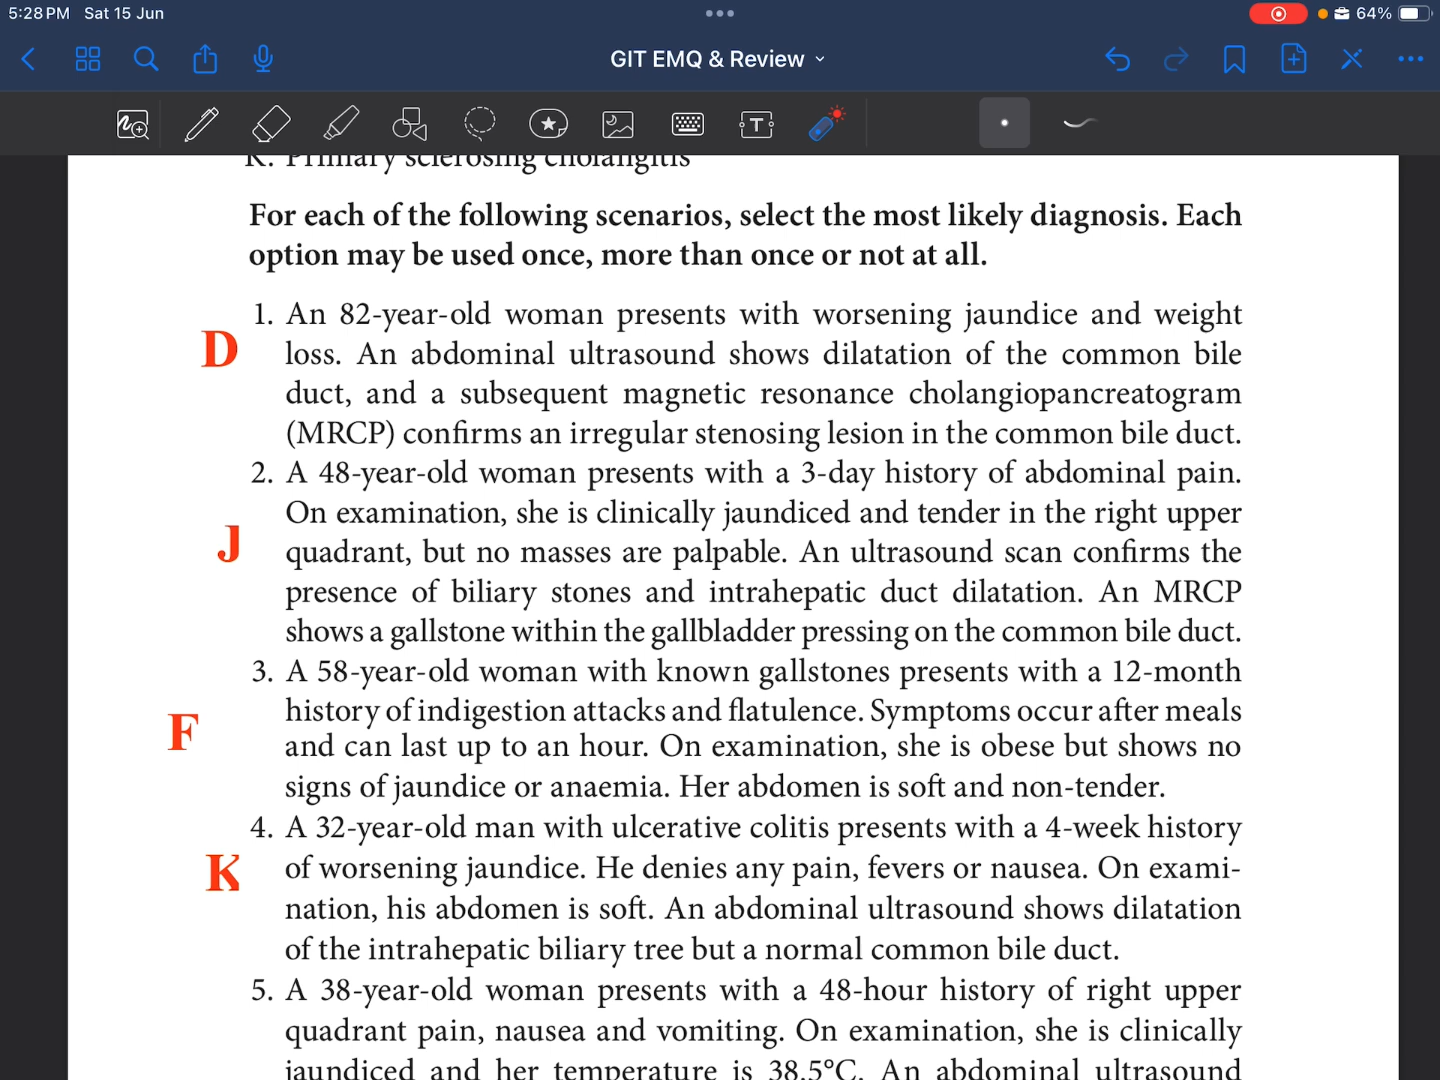 5:28 PM Sat 15 Jun
64%
GIT EMQ & Review
K. Primary sclerosing cholangitis
For each of the following scenarios, select the most likely diagnosis. Each
option may be used once, more than once or not at all.
1. An 82-year-old woman presents with worsening jaundice and weight
D
loss. An abdominal ultrasound shows dilatation of the common bile
duct, and a subsequent magnetic resonance cholangiopancreatogram
(MRCP) confirms an irregular stenosing lesion in the common bile duct.
2. A 48-year-old woman presents with a 3-day history of abdominal pain.
On examination, she is clinically jaundiced and tender in the right upper
J
quadrant, but no masses are palpable. An ultrasound scan confirms the
presence of biliary stones and intrahepatic duct dilatation. An MRCP
shows a gallstone within the gallbladder pressing on the common bile duct.
3. A 58-year-old woman with known gallstones presents with a 12-month
history of indigestion attacks and flatulence. Symptoms occur after meals
F
and can last up to an hour. On examination, she is obese but shows no
signs of jaundice or anaemia. Her abdomen is soft and non-tender.
4. A 32-year-old man with ulcerative colitis presents with a 4-week history
K
of worsening jaundice. He denies any pain, fevers or nausea. On exami-
nation, his abdomen is soft. An abdominal ultrasound shows dilatation
of the intrahepatic biliary tree but a normal common bile duct.
5. A 38-year-old woman presents with a 48-hour history of right upper
quadrant pain, nausea and vomiting. On examination, she is clinically
jaundiced and her temperature is 38.5°C. An abdominal ultrasound